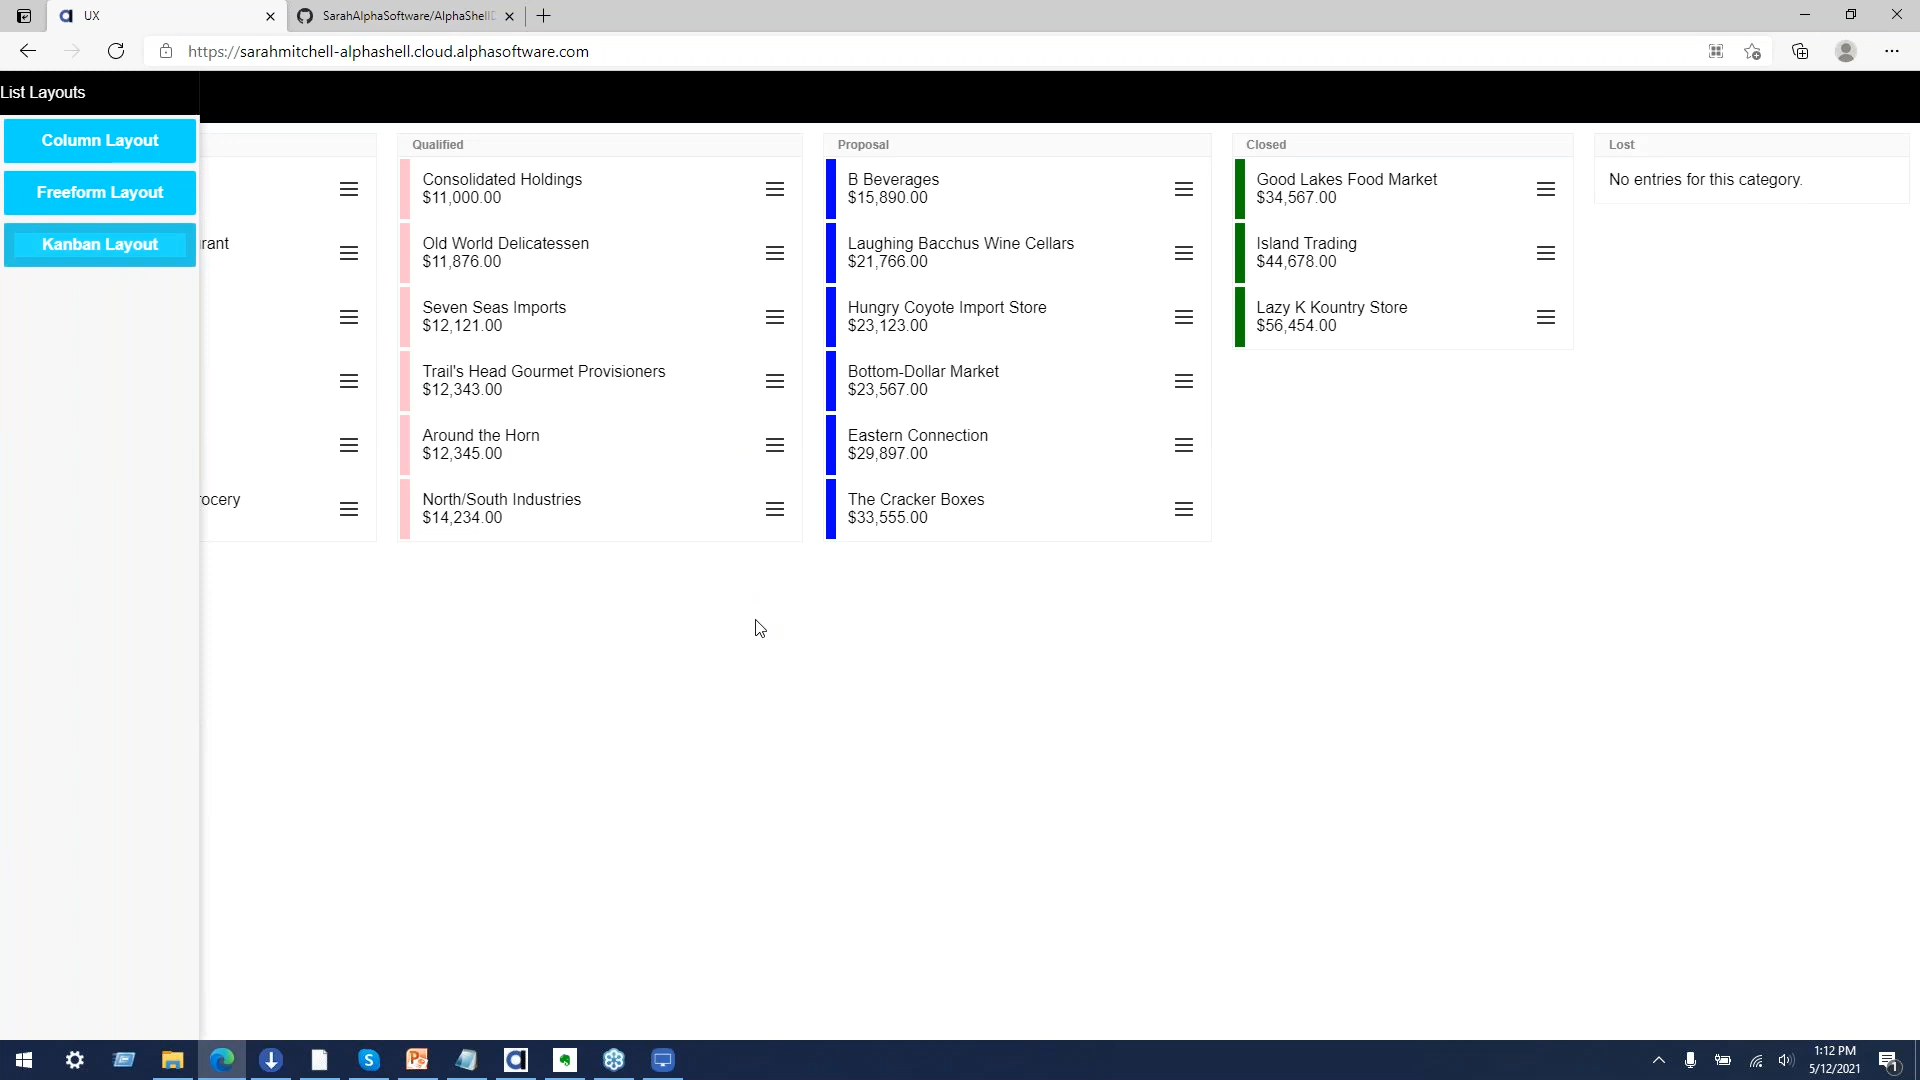 UX
SarahAlphaSoftware/AlphaShell
https://sarahmitchell-alphashell.cloud.alphasoftware.com
List Layouts
Column Layout
Freeform Layout
Kanban Layout
rant
rocery
Qualified
Consolidated Holdings
$11,000.00
Old World Delicatessen
$11,876.00
Seven Seas Imports
$12,121.00
Trail's Head Gourmet Provisioners
$12,343.00
Around the Horn
$12,345.00
North/South Industries
$14,234.00
Proposal
B Beverages
$15,890.00
Laughing Bacchus Wine Cellars
$21,766.00
Hungry Coyote Import Store
$23,123.00
Bottom-Dollar Market
$23,567.00
Eastern Connection
$29,897.00
The Cracker Boxes
$33,555.00
Closed
Good Lakes Food Market
$34,567.00
Island Trading
$44,678.00
Lazy K Kountry Store
$56,454.00
Lost
No entries for this category.
1:12 PM
5/12/2021
1